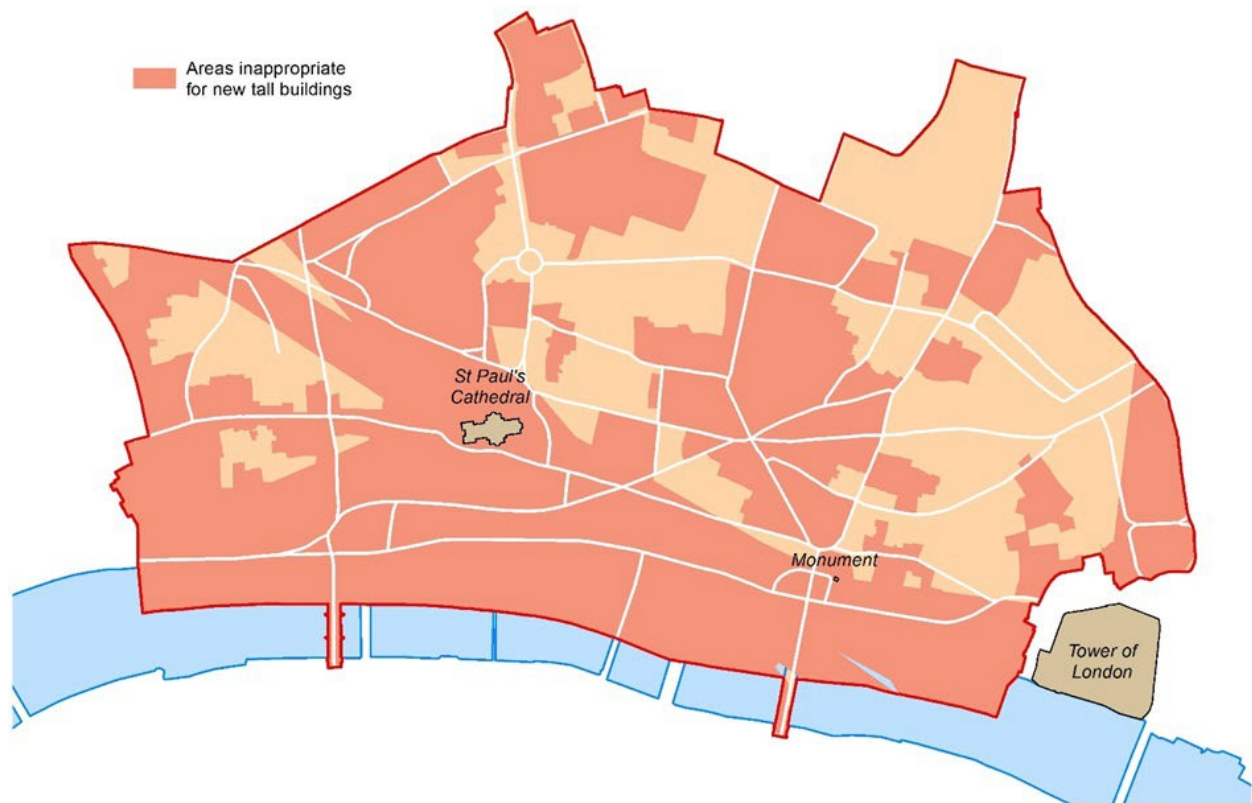 Areas inappropriate
for new tall buildings
St Paul's
Cathedral
Monument
Tower of
London